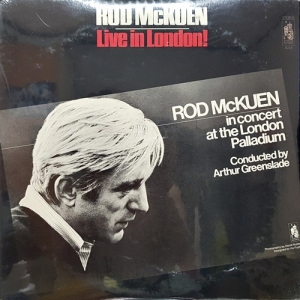 ROD McKUEN
Live in London!
ROD McKUEN
in concert
at the London
Palladium
Conducted by
Arthur Greenslade